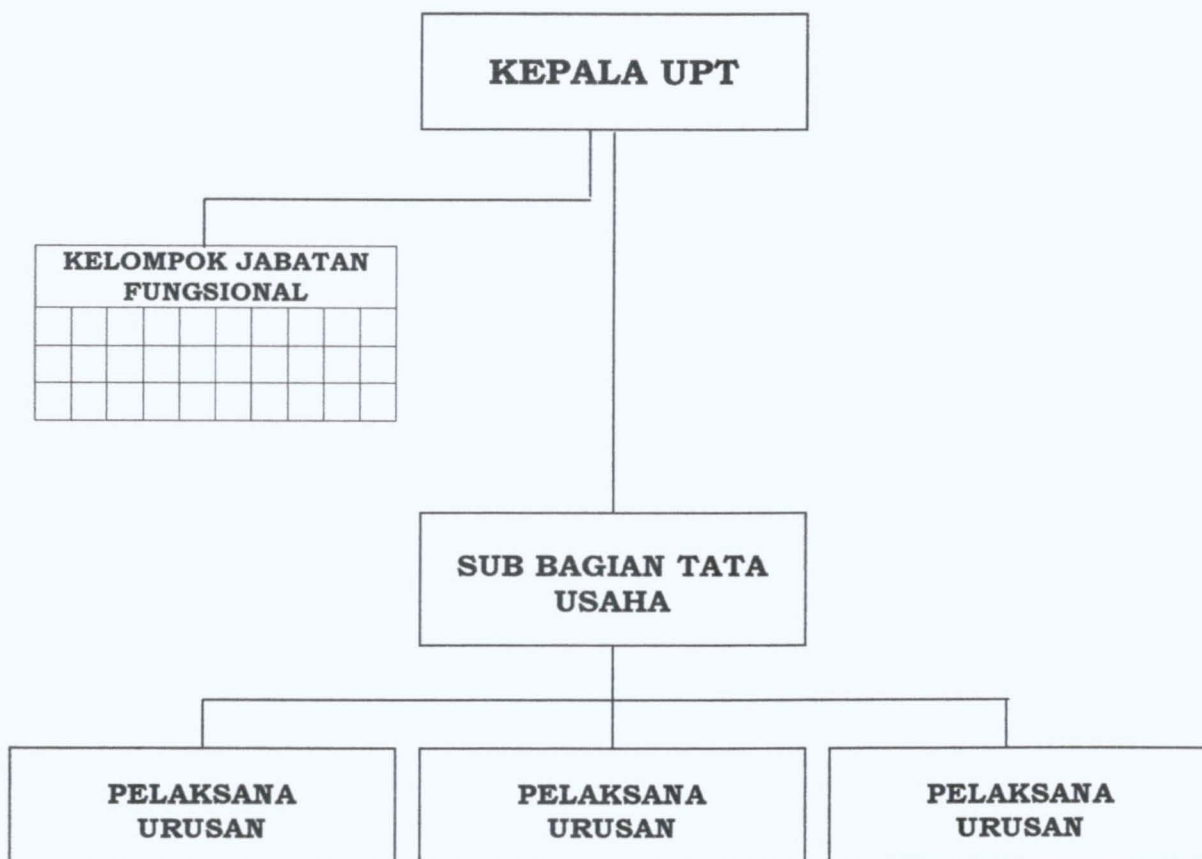 KEPALA UPT
KELOMPOK JABATAN
FUNGSIONAL
SUB BAGIAN TATA
USAHA
PELAKSANA
URUSAN
PELAKSANA
URUSAN
PELAKSANA
URUSAN